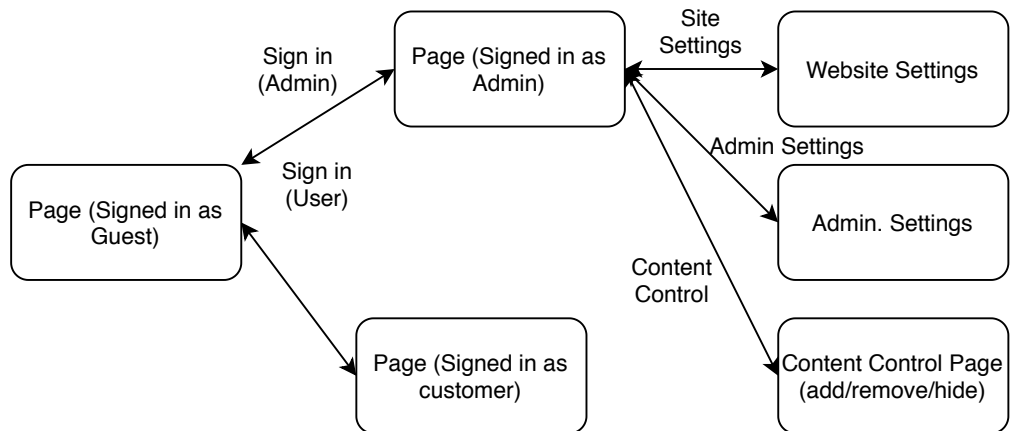 Site
Settings
Sign in
(Admin)
Page (Signed in as
Admin)
Website Settings
Sign in
(User)
Admin Settings
Page (Signed in as
Guest)
Admin. Settings
Content
Control
Page (Signed in as
customer)
Content Control Page
(add/remove/hide)